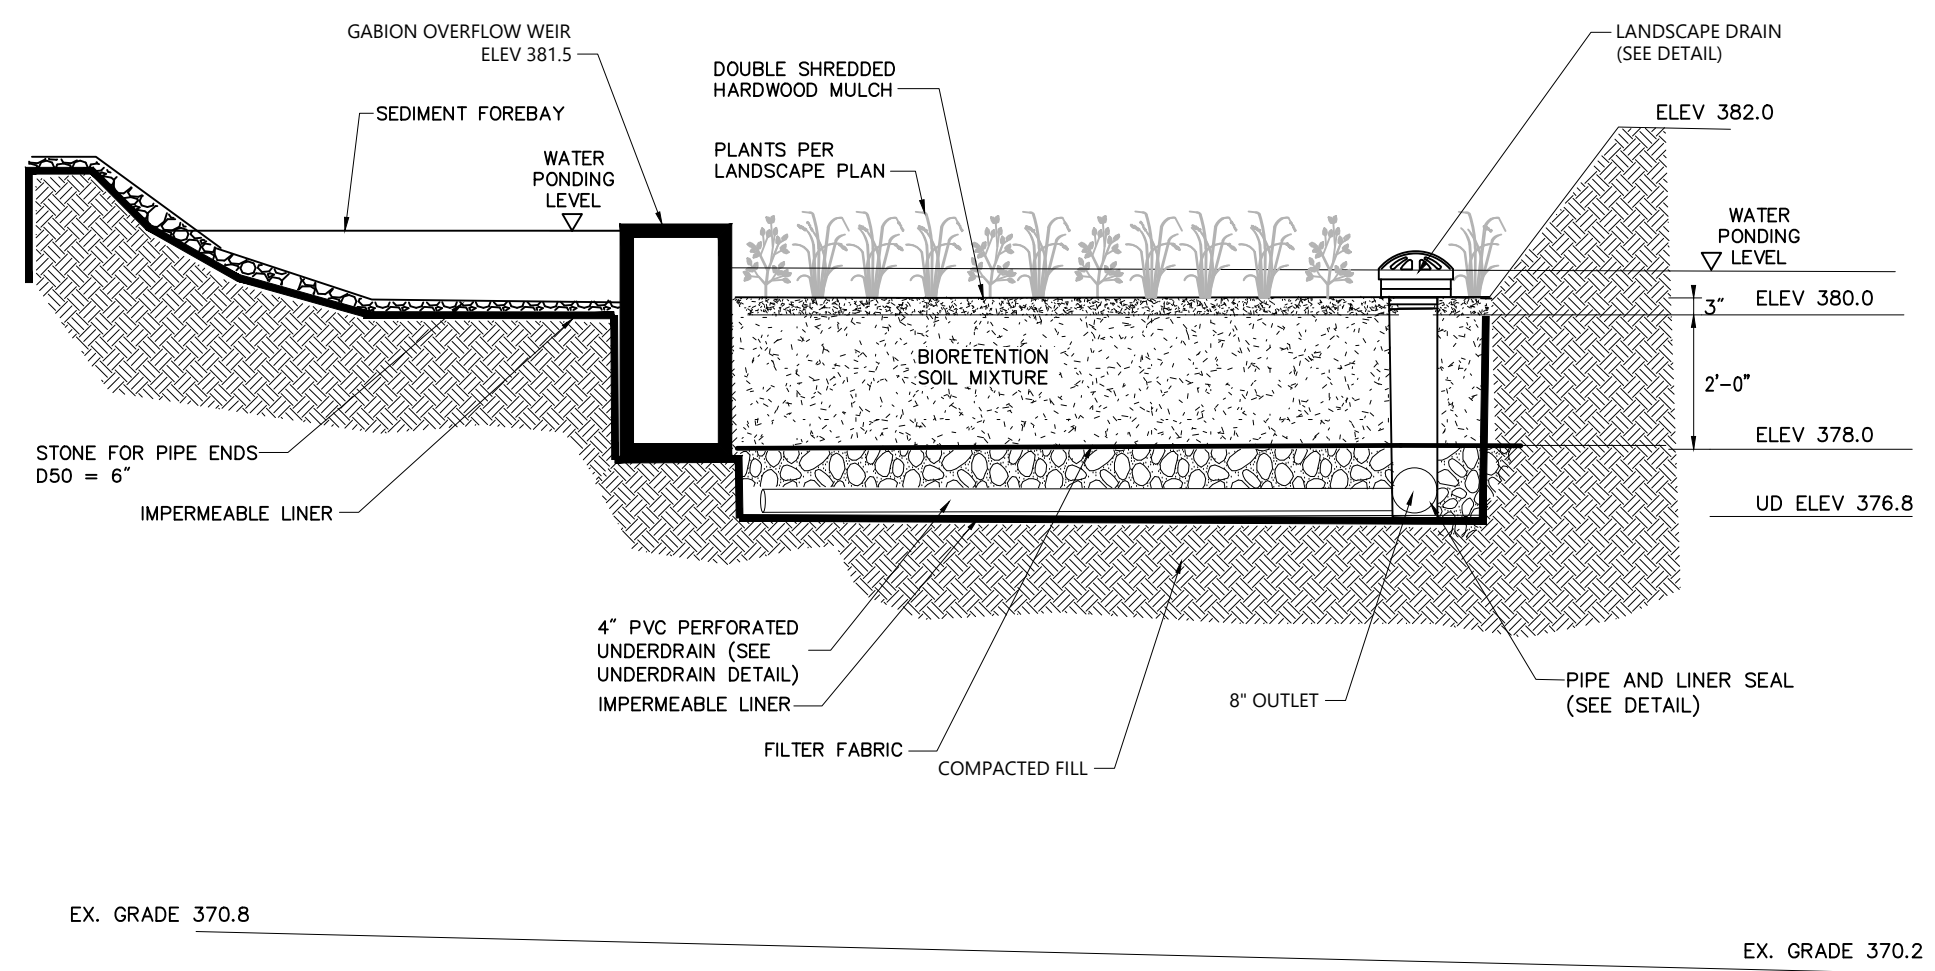 GABION OVERFLOW WEIR
ELEV 381.5
LANDSCAPE DRAIN
(SEE DETAIL)
DOUBLE SHREDDED
HARDWOOD MULCH
SEDIMENT FOREBAY
ELEV 382.0
WATER
PONDING
LEVEL
PLANTS PER
LANDSCAPE PLAN
WATER
PONDING
LEVEL
3"
ELEV 380.0
BIORETENTION
SOIL MIXTURE
2'-0"
STONE FOR PIPE ENDS
D50 = 6"
ELEV 378.0
IMPERMEABLE LINER
UD ELEV 376.8
4" PVC PERFORATED
UNDERDRAIN (SEE
UNDERDRAIN DETAIL)
IMPERMEABLE LINER
8" OUTLET
PIPE AND LINER SEAL
(SEE DETAIL)
FILTER FABRIC
COMPACTED FILL
EX. GRADE 370.8
EX. GRADE 370.2